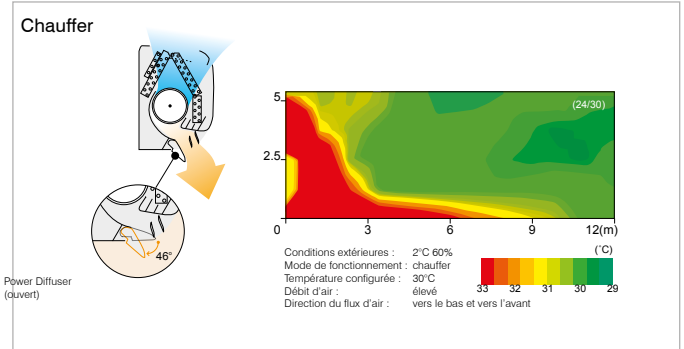 Chauffer
(24/30)
5
2.5
0 3 6 9 12(m)
46°
Power Diffuser
(ouvert)
Conditions extérieures : 2°C 60%
Mode de fonctionnement : chauffer
Température configurée : 30°C
Débit d'air : élevé
Direction du flux d'air : vers le bas et vers l'avant
(°C)
33 32 31 30 29